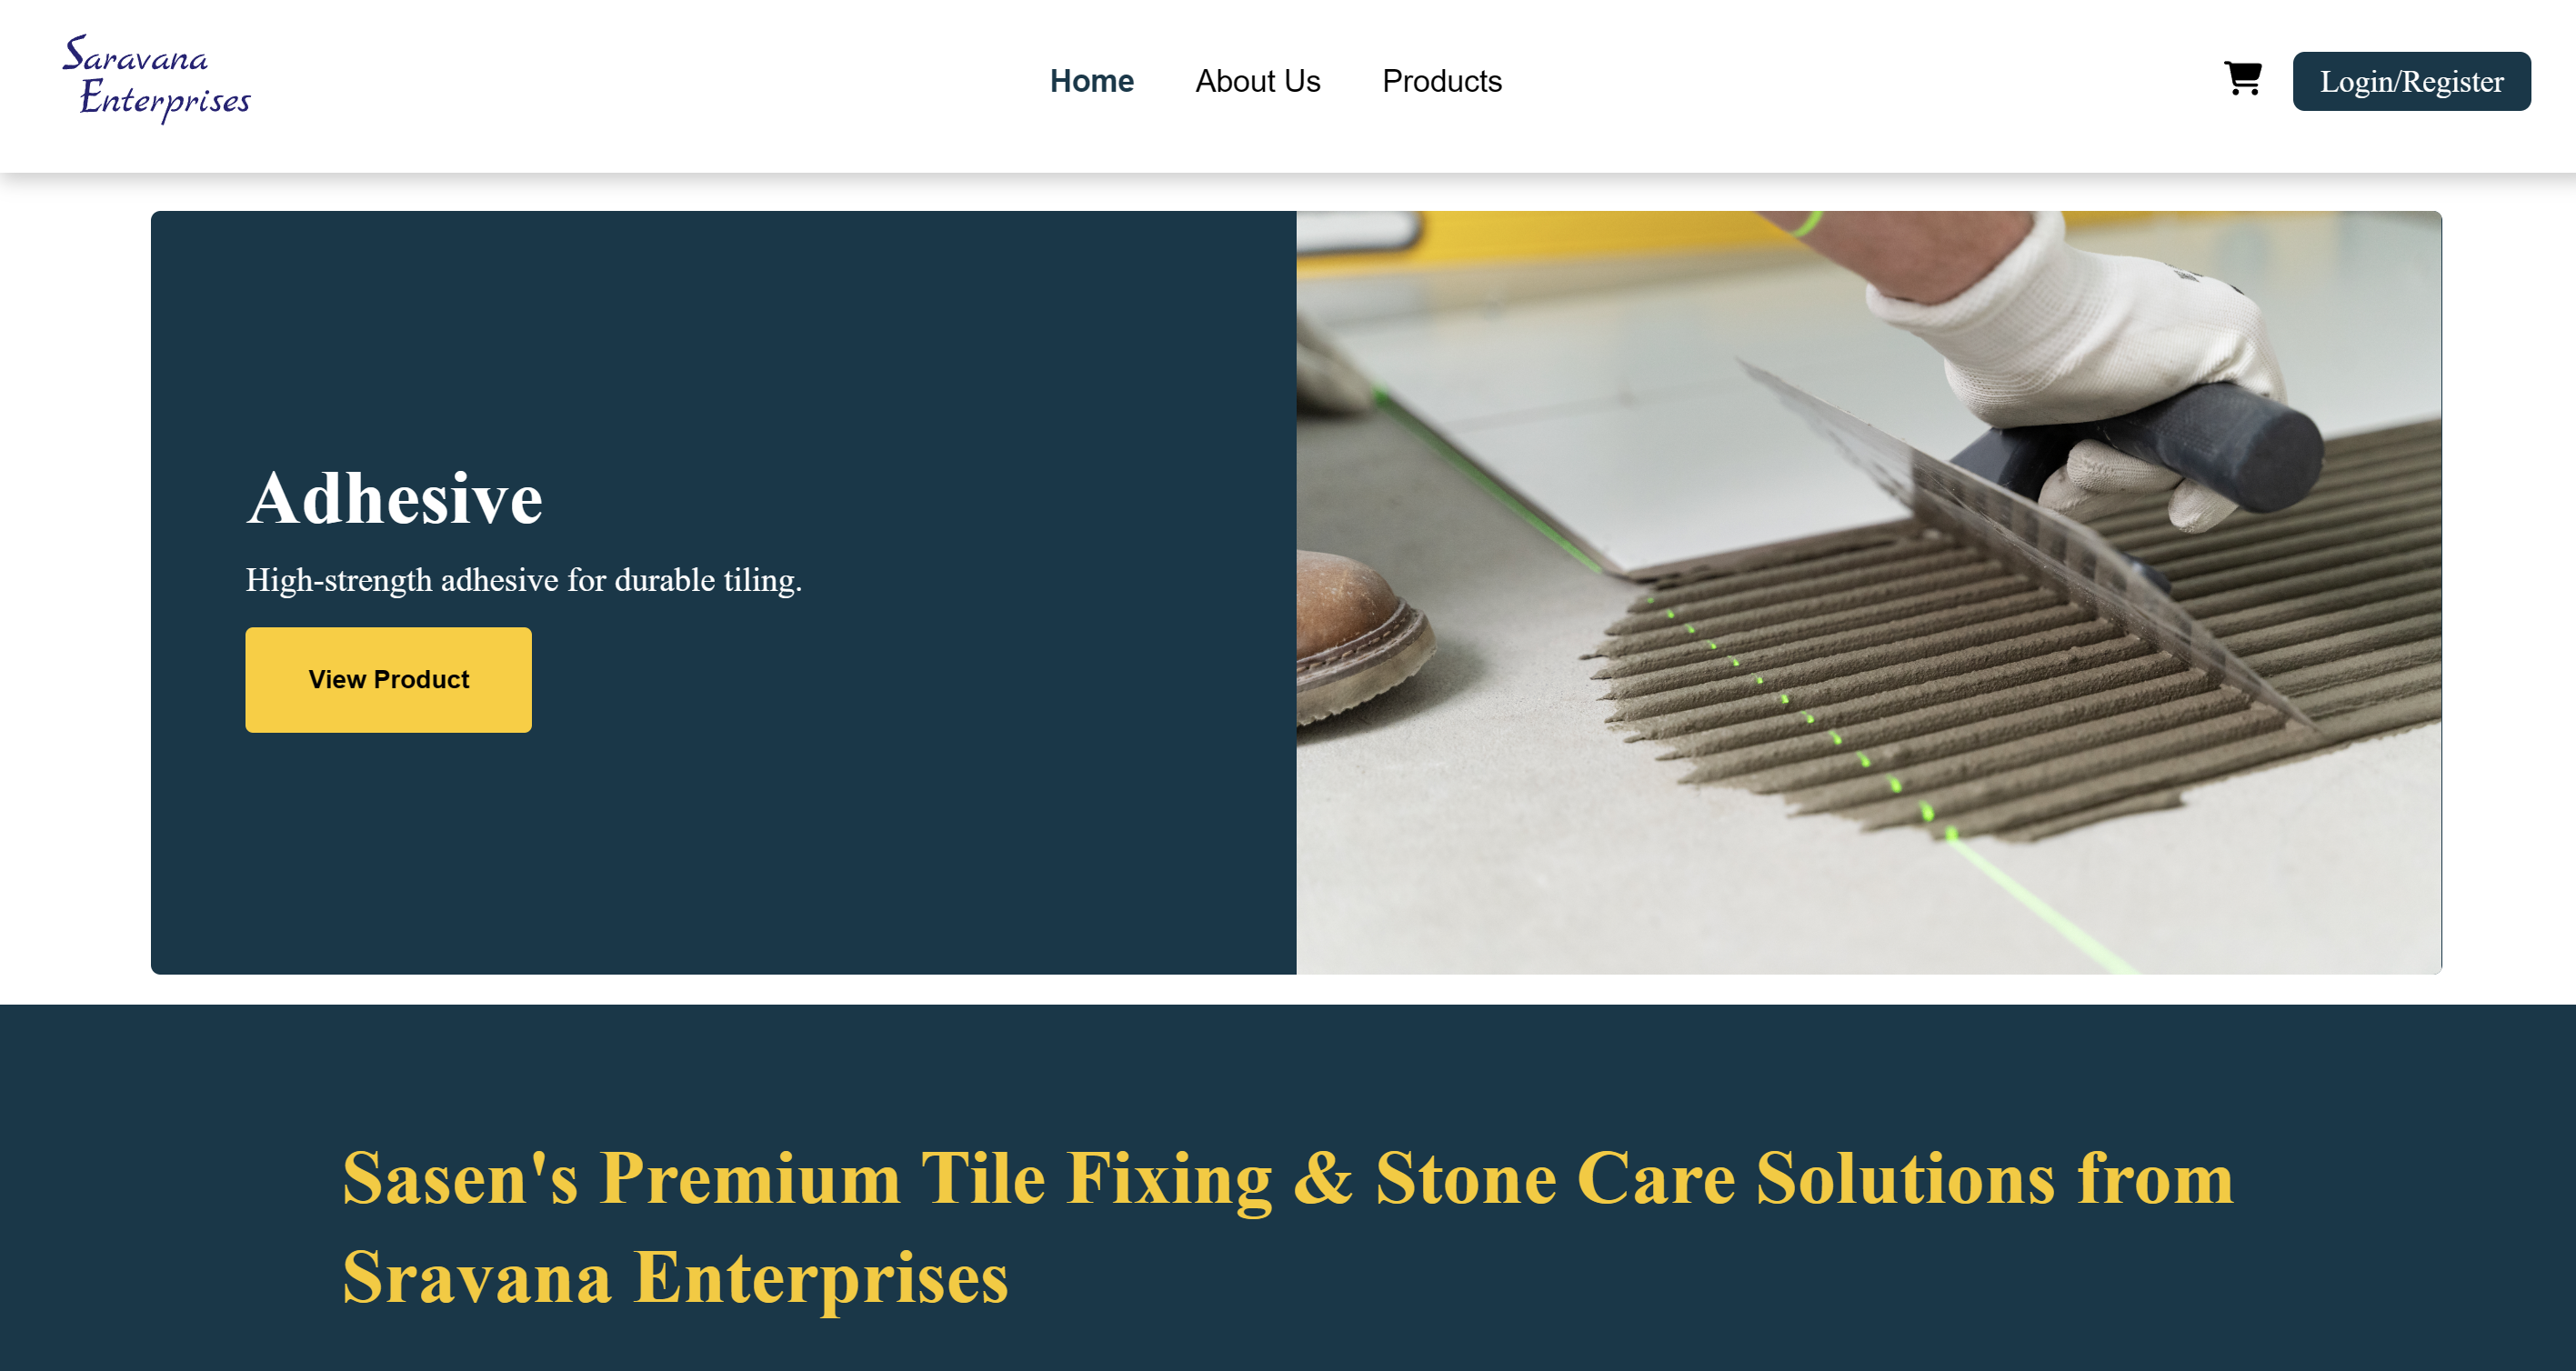 Saravana
Enterprises
Home About Us Products Login/Register
Adhesive
High-strength adhesive for durable tiling.
View Product
Sasen's Premium Tile Fixing & Stone Care Solutions from
Sravana Enterprises